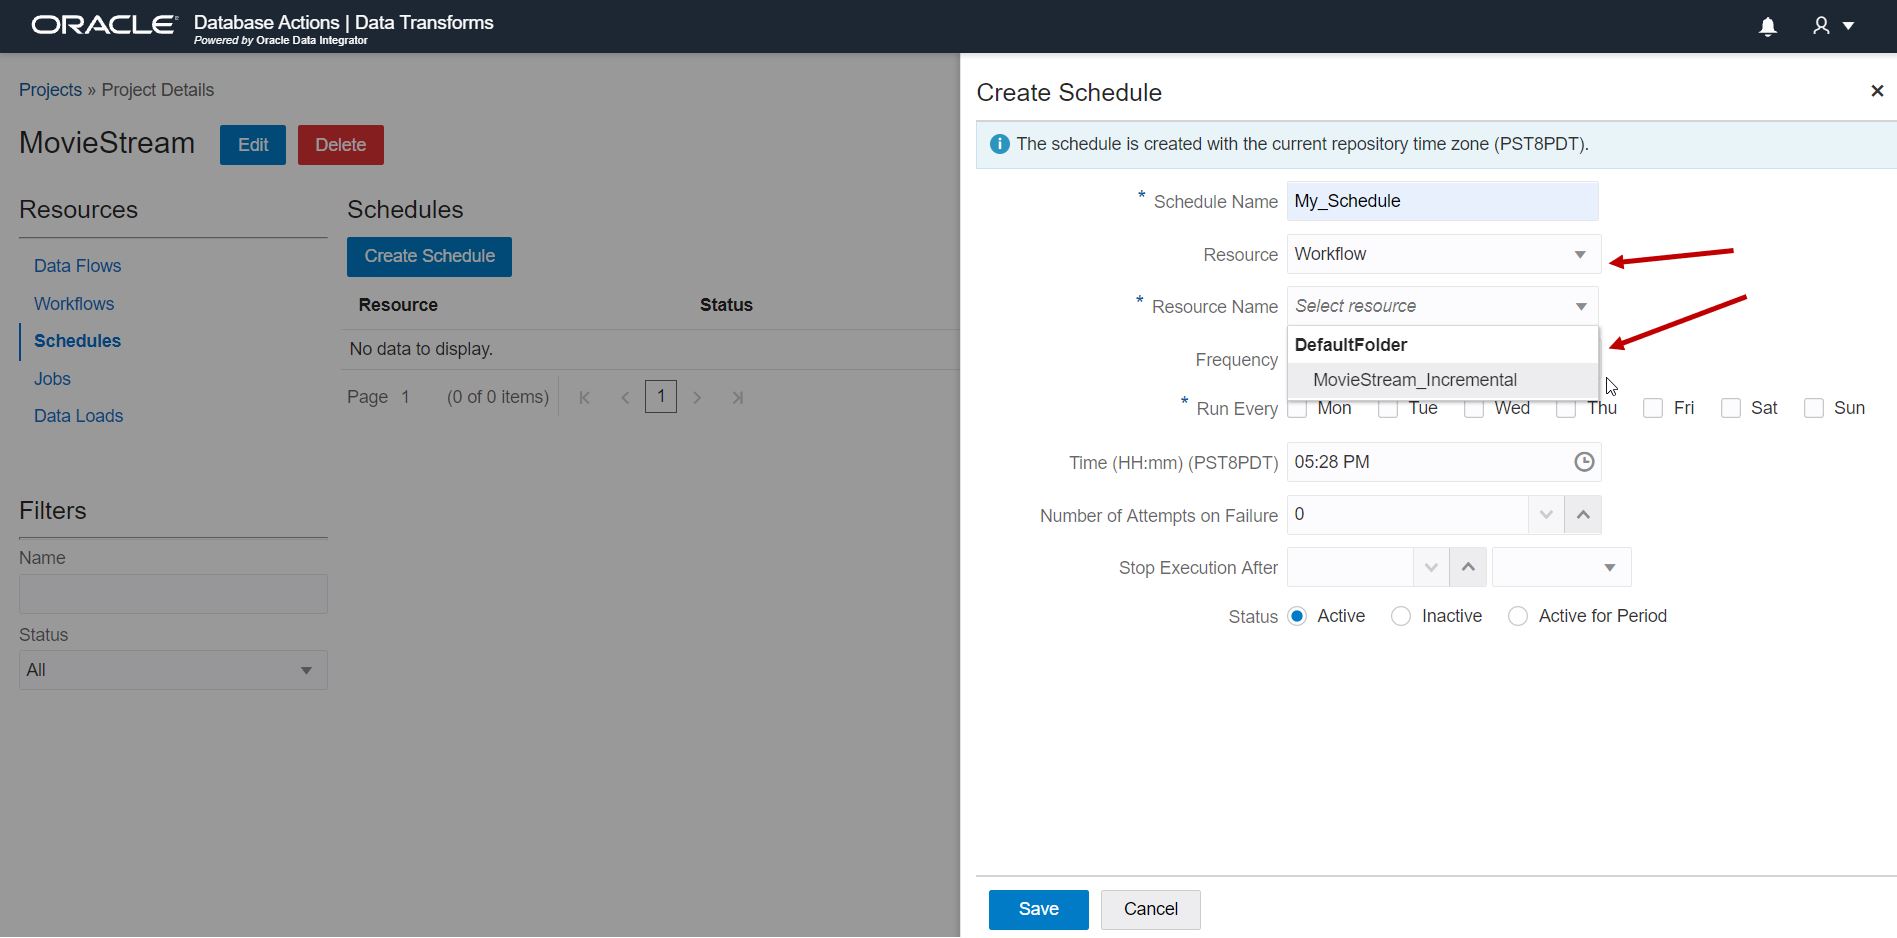 ORACLE Database Actions | Data Transforms
Powered by Oracle Data Integrator
Projects » Project Details
MovieStream Edit Delete
Resources
Data Flows
Workflows
Schedules
Jobs
Data Loads
Filters
Name
Status
All
Schedules
Create Schedule
Resource Status
No data to display.
Page 1 (0 of 0 items) 1
Create Schedule
The schedule is created with the current repository time zone (PST8PDT).
* Schedule Name My_Schedule
Resource Workflow
* Resource Name Select resource
DefaultFolder
MovieStream_Incremental
Frequency
* Run Every Mon Tue Wed Thu Fri Sat Sun
Time (HH:mm) (PST8PDT) 05:28 PM
Number of Attempts on Failure 0
Stop Execution After
Status Active Inactive Active for Period
Save Cancel